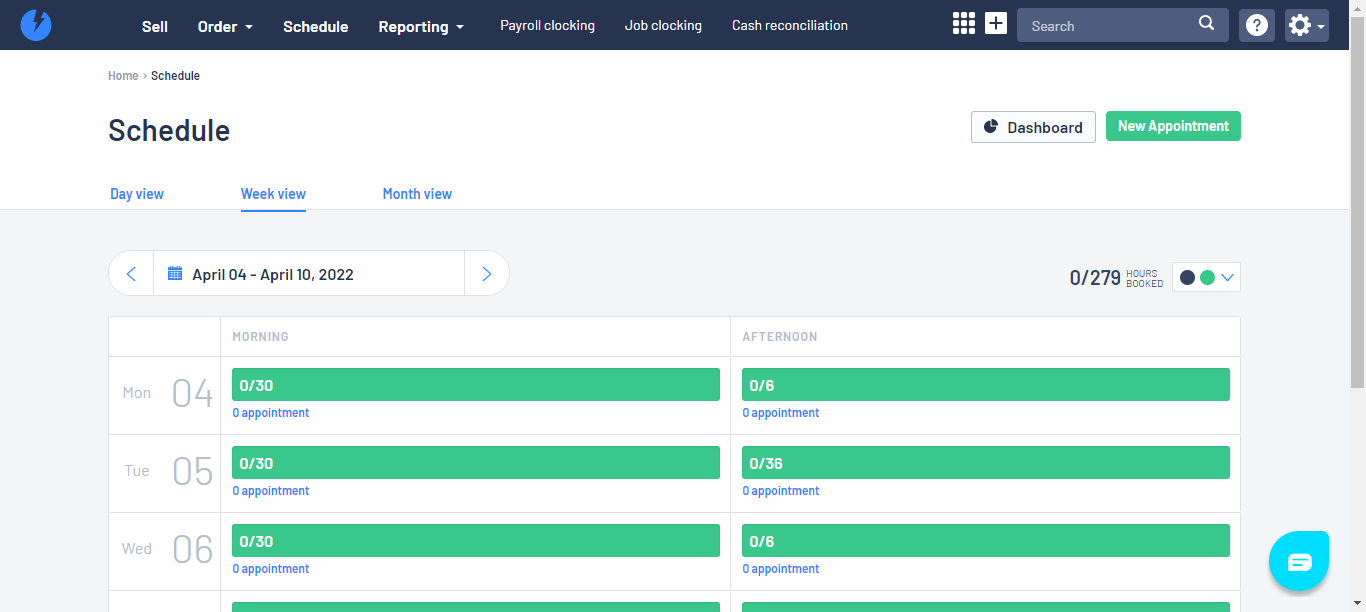 Sell Order Schedule Reporting Payroll clocking Job clocking Cash reconciliation Search
Home › Schedule
Schedule
Dashboard New Appointment
Day view Week view Month view
April 04 - April 10, 2022
0/279 HOURS BOOKED
MORNING AFTERNOON
Mon 04 0/30 0/6
0 appointment 0 appointment
Tue 05 0/30 0/36
0 appointment 0 appointment
Wed 06 0/30 0/6
0 appointment 0 appointment